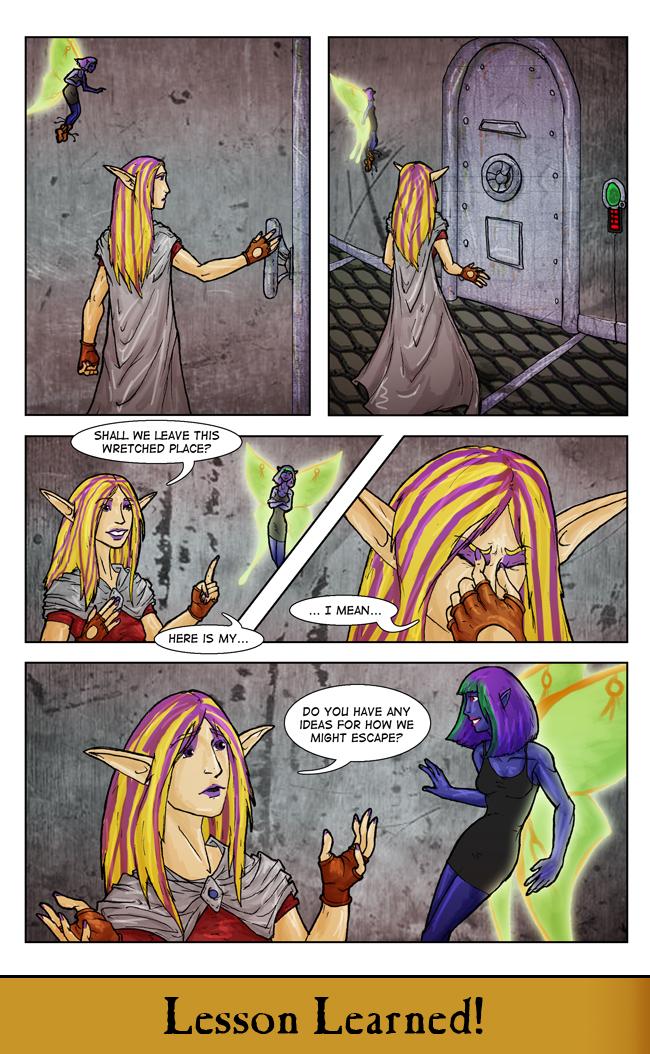 SHALL WE LEAVE THIS
WRETCHED PLACE?
HERE IS MY...
... I MEAN...
DO YOU HAVE ANY
IDEAS FOR HOW WE
MIGHT ESCAPE?
Lesson Learned!